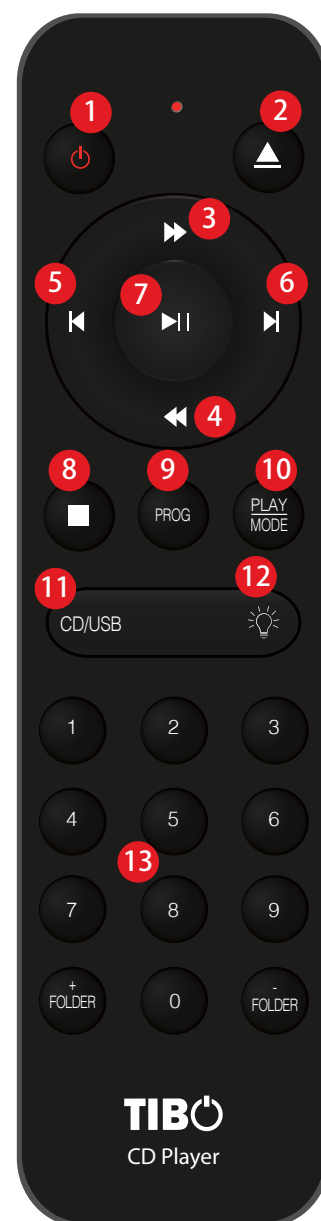 1 2
3
5 7 6
4
8 9 10
PROG PLAY
MODE
11 12
CD/USB
1 2 3
4 5 6
13
7 8 9
+ -
FOLDER 0 FOLDER
TIBO
CD Player